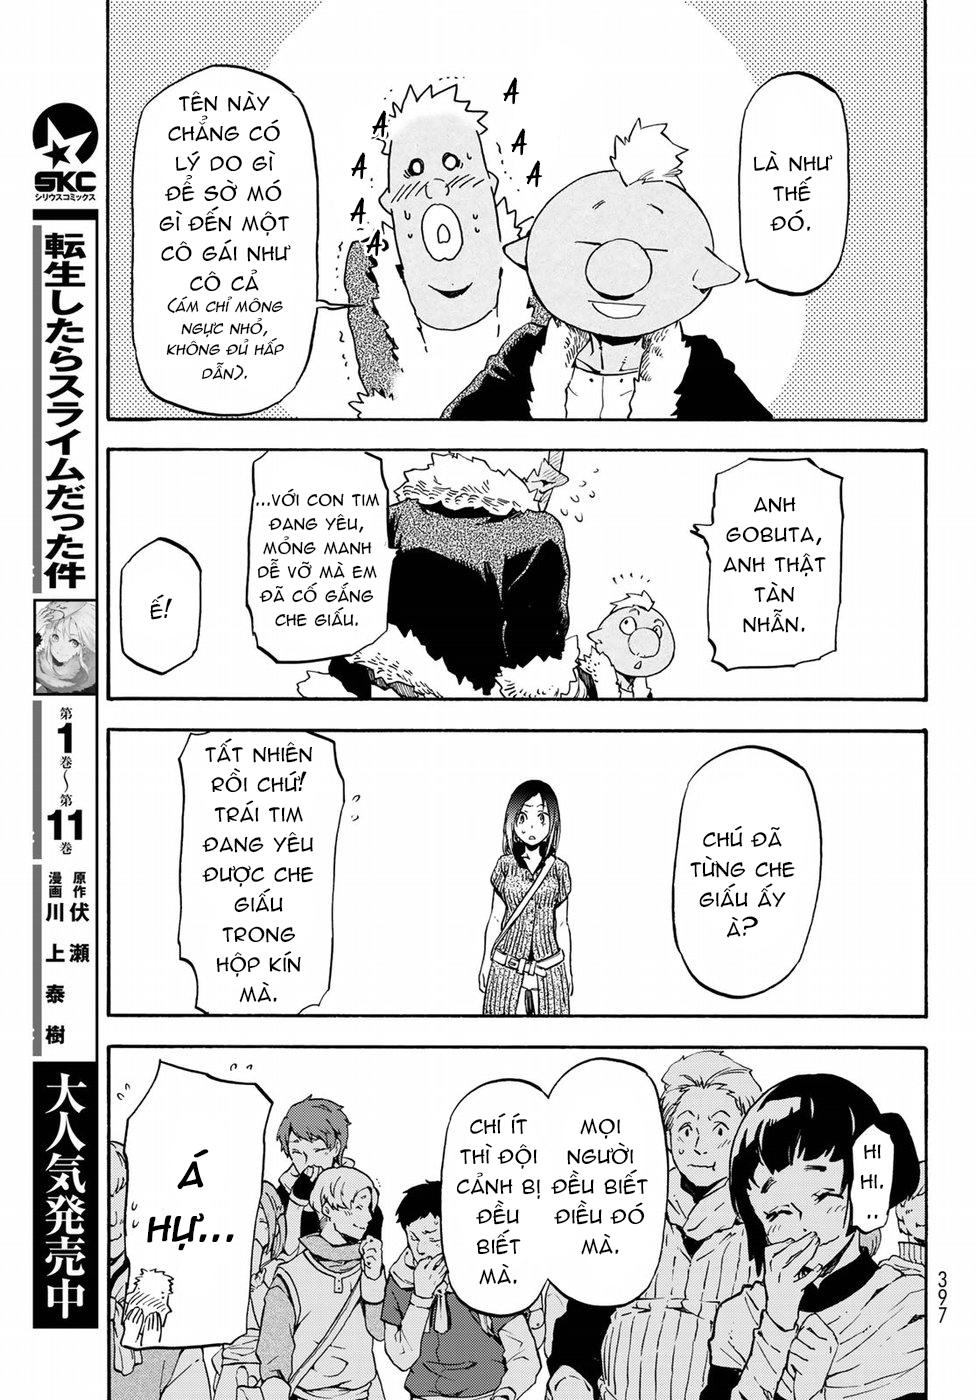 LÀ NHƯ
THẾ
ĐÓ.
A
A
A
A
A
A
A
TÊN NÀY
CHẲNG CÓ
LÝ DO GÌ
ĐỂ SỜ MÓ
GÌ ĐẾN MỘT
CÔ GÁI NHƯ
CÔ CẢ
(ÁM CHỈ MÔNG
NGỰC NHỎ,
KHÔNG ĐỦ HẤP
DẪN).
ANH
GOBUTA,
ANH THẬT
TÀN
NHẪN.
...VỚI CON TIM
ĐANG YÊU,
MỎNG MANH
DỄ VỠ MÀ EM
ĐÃ CỐ GẮNG
CHE GIẤU.
Ế!
CHÚ ĐÃ
TỪNG CHE
GIẤU ẤY
À?
TẤT NHIÊN
RỒI CHỨ!
TRÁI TIM
ĐANG YÊU
ĐƯỢC CHE
GIẤU
TRONG
HỘP KÍN
MÀ.
HI
HI.
..
MỌI
NGƯỜI
ĐỀU BIẾT
ĐIỀU ĐÓ
MÀ.
CHÍ ÍT
THÌ ĐỘI
CẢNH BỊ
ĐỀU
BIẾT
MÀ.
Á
HỰ...
397
SKC
シリウスコミックス
転生したらスライムだった件
第1巻〜第11巻
原作 伏瀬
漫画 川上泰樹
大人気発売中